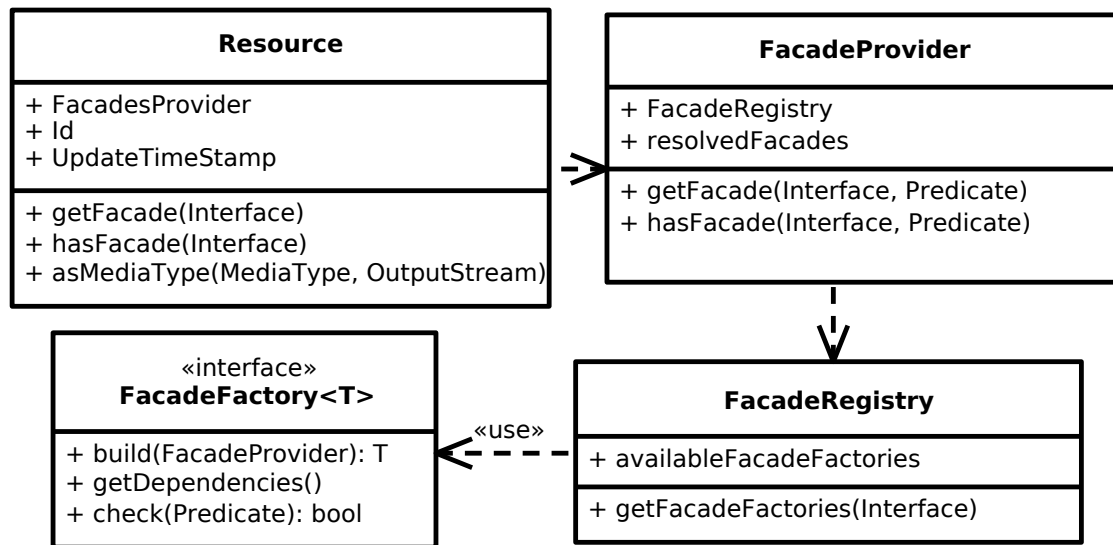 Resource
+ FacadesProvider
+ Id
+ UpdateTimeStamp
+ getFacade(Interface)
+ hasFacade(Interface)
+ asMediaType(MediaType, OutputStream)
FacadeProvider
+ FacadeRegistry
+ resolvedFacades
+ getFacade(Interface, Predicate)
+ hasFacade(Interface, Predicate)
«interface»
FacadeFactory<T>
+ build(FacadeProvider): T
+ getDependencies()
+ check(Predicate): bool
«use»
FacadeRegistry
+ availableFacadeFactories
+ getFacadeFactories(Interface)